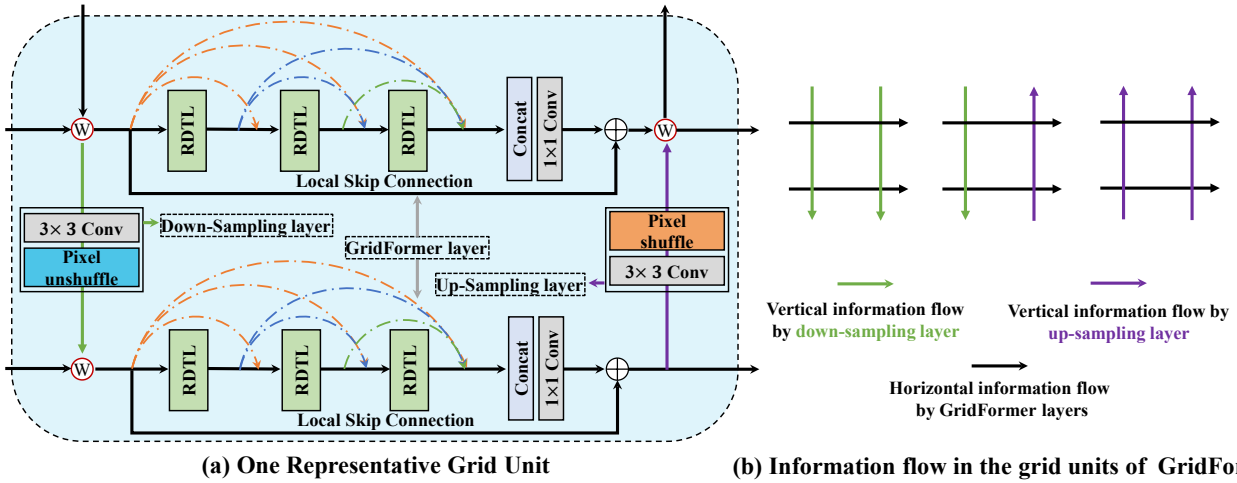 W
RDTL
RDTL
RDTL
Concat
1×1 Conv
W
Local Skip Connection
3× 3 Conv
Pixel
unshuffle
Down-Sampling layer
GridFormer layer
Up-Sampling layer
Pixel
shuffle
3× 3 Conv
W
RDTL
RDTL
RDTL
Concat
1×1 Conv
Local Skip Connection
(a) One Representative Grid Unit
Vertical information flow
by down-sampling layer
Vertical information flow by
up-sampling layer
Horizontal information flow
by GridFormer layers
(b) Information flow in the grid units of GridFo